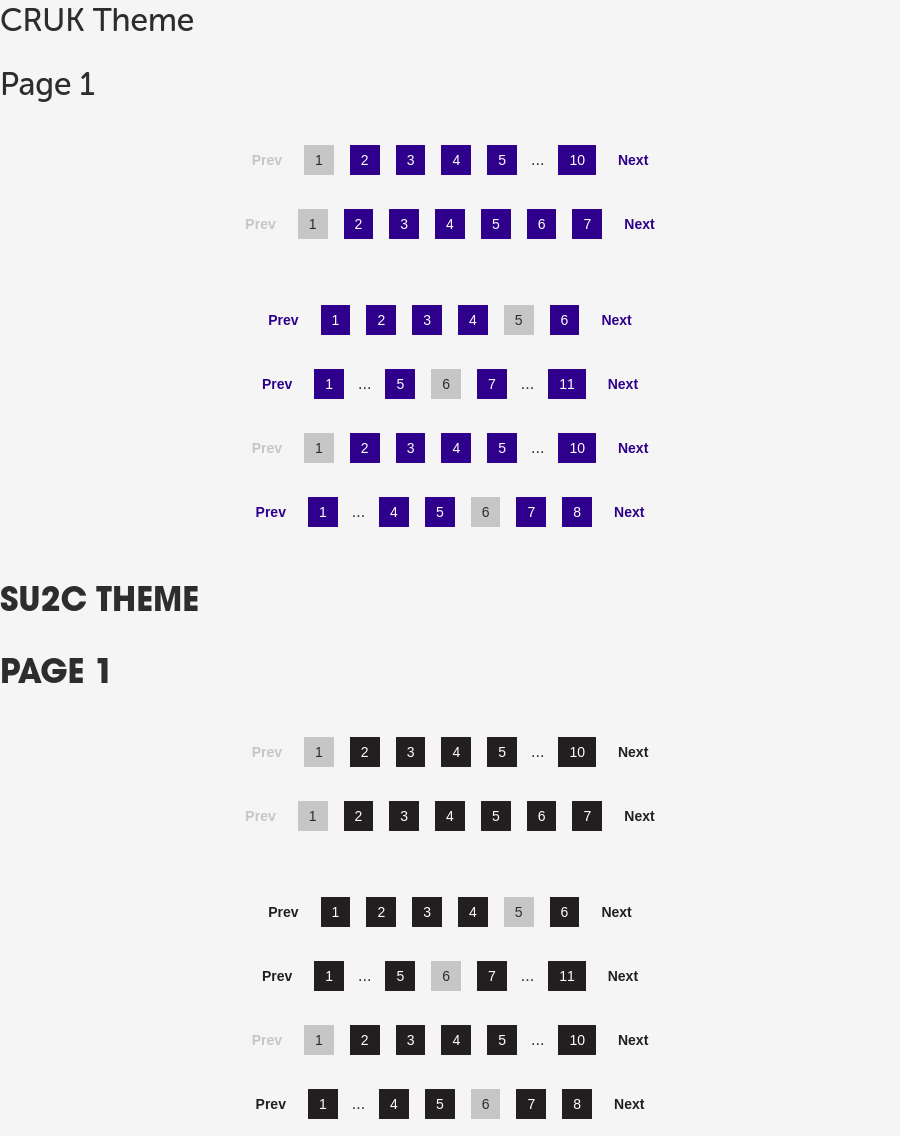 CRUK Theme
Page 1
Prev 1 2 3 4 5 ... 10 Next
Prev 1 2 3 4 5 6 7 Next
Prev 1 2 3 4 5 6 Next
Prev 1 ... 5 6 7 ... 11 Next
Prev 1 2 3 4 5 ... 10 Next
Prev 1 ... 4 5 6 7 8 Next
SU2C THEME
PAGE 1
Prev 1 2 3 4 5 ... 10 Next
Prev 1 2 3 4 5 6 7 Next
Prev 1 2 3 4 5 6 Next
Prev 1 ... 5 6 7 ... 11 Next
Prev 1 2 3 4 5 ... 10 Next
Prev 1 ... 4 5 6 7 8 Next